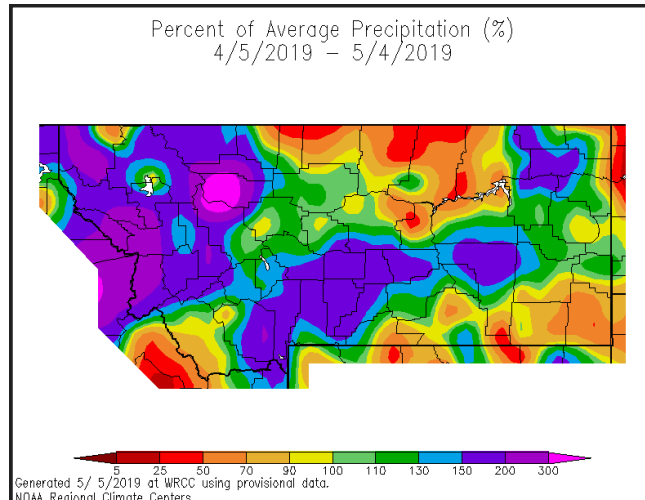 Percent of Average Precipitation (%)
4/5/2019 – 5/4/2019
5 25 50 70 90 100 110 130 150 200 300
Generated 5/ 5/2019 at WRCC using provisional data.
NOAA Regional Climate Centers